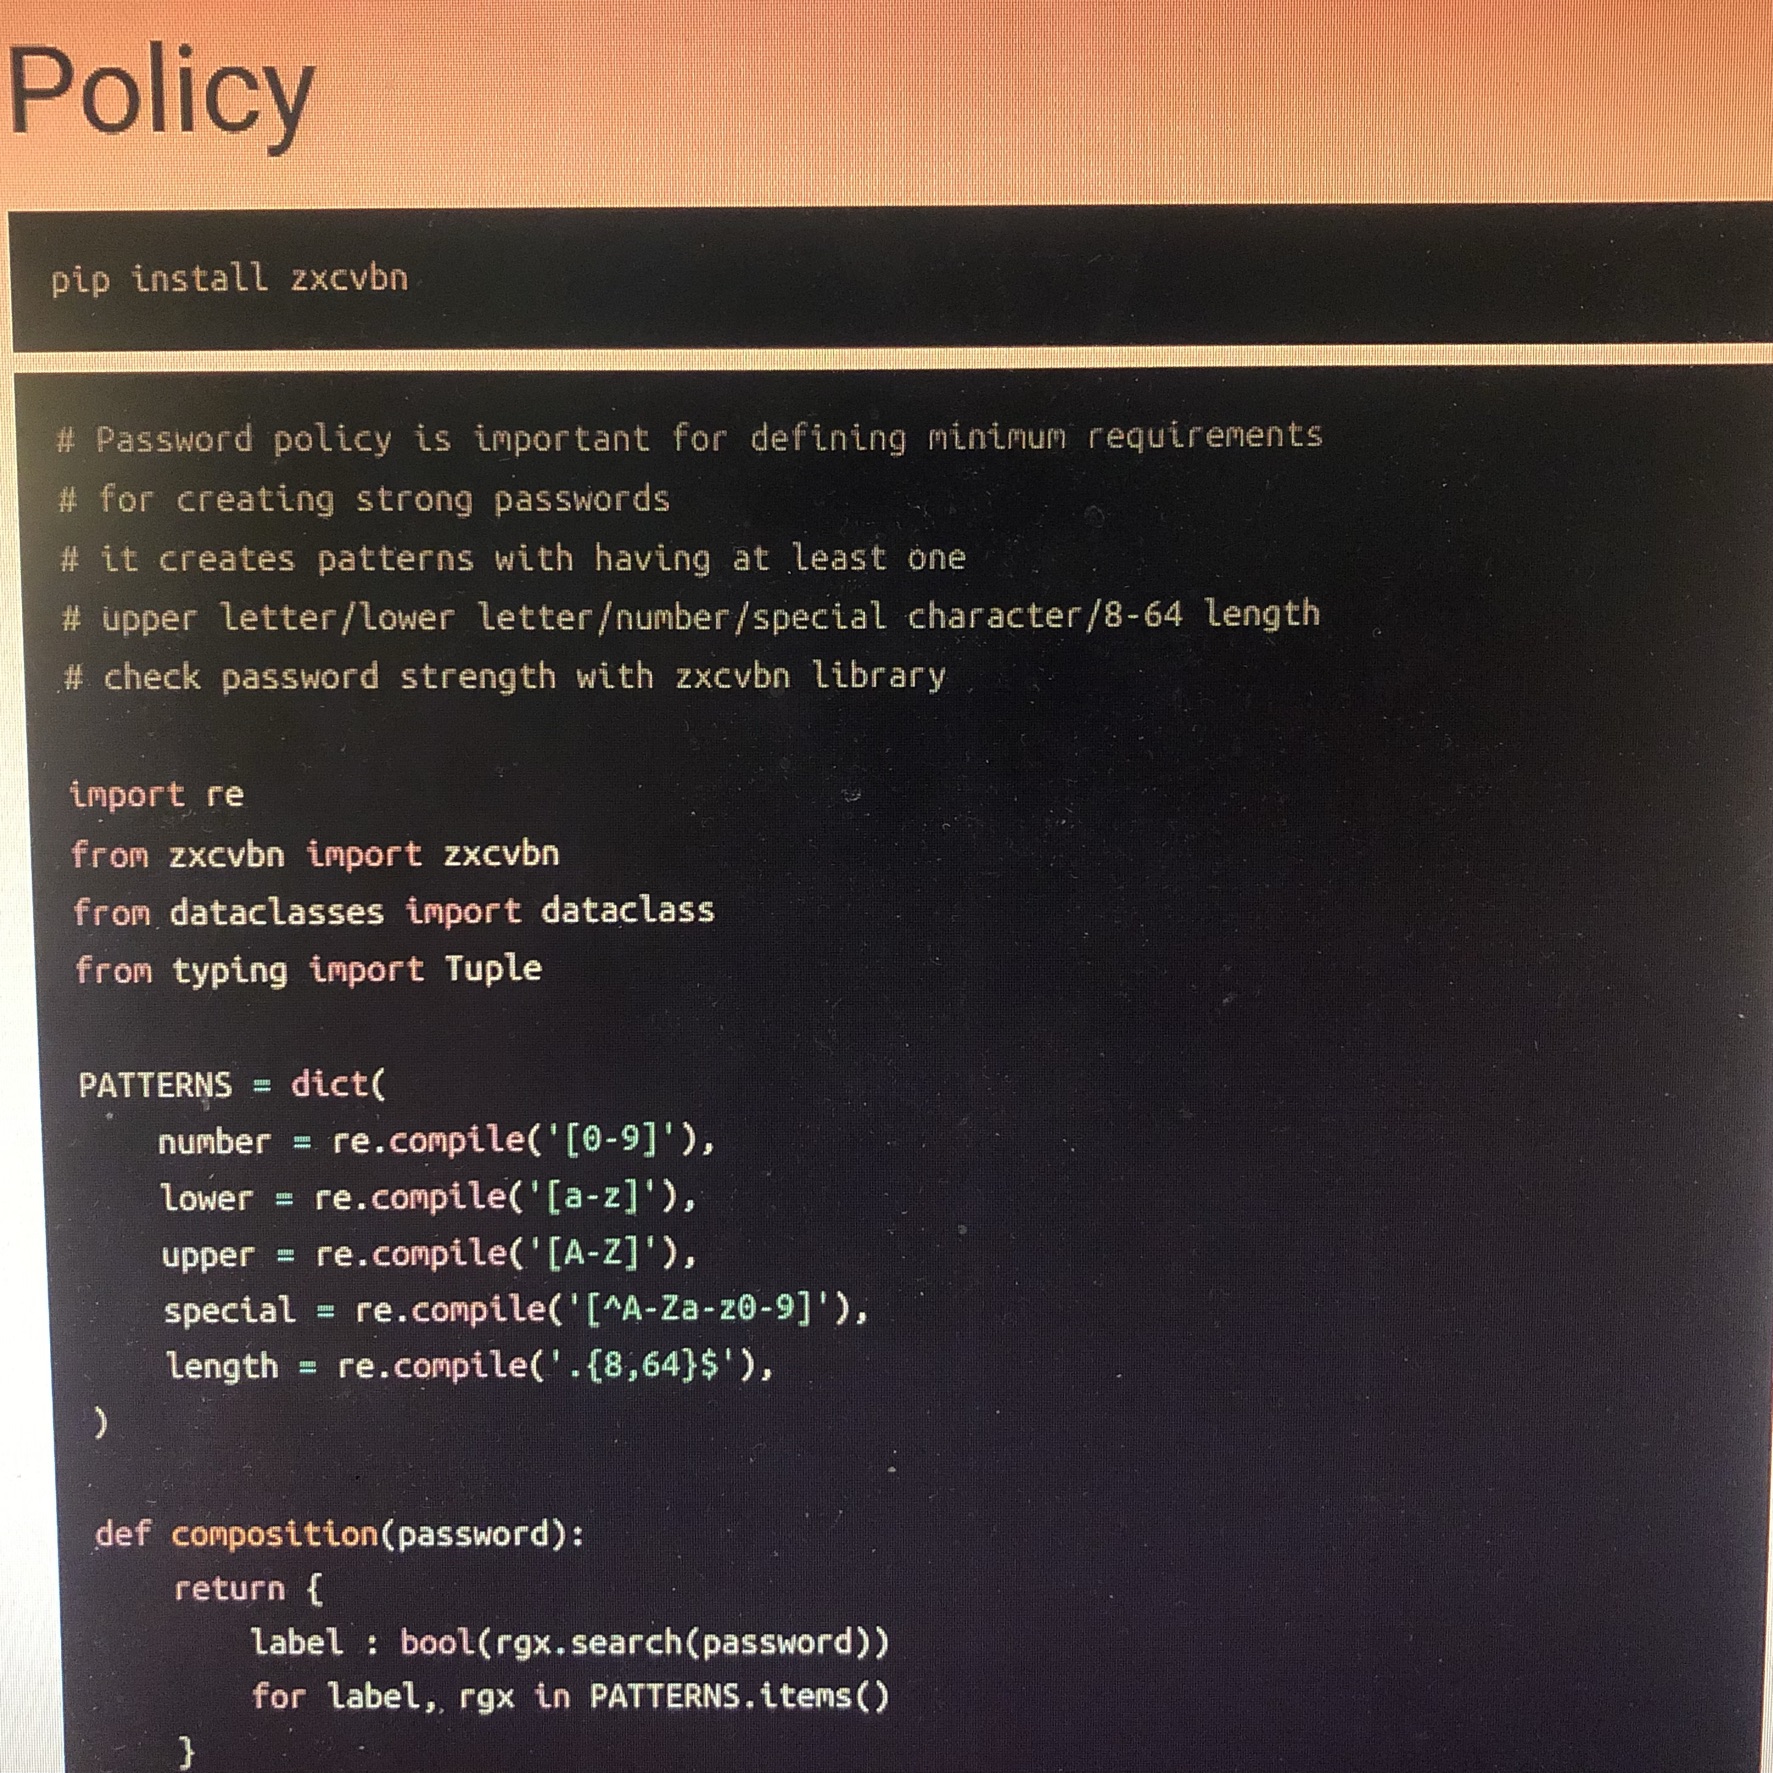 Policy
pip install zxcvbn
# Password policy is important for defining minimum requirements
# for creating strong passwords
# it creates patterns with having at least one
# upper letter/lower letter/number/special character/8-64 length
# check password strength with zxcvbn library
import re
from zxcvbn import zxcvbn
from dataclasses import dataclass
from typing import Tuple
PATTERNS = dict(
    number = re.compile('[0-9]'),
    lower = re.compile('[a-z]'),
    upper = re.compile('[A-Z]'),
    special = re.compile('[^A-Za-z0-9]'),
    length = re.compile('.{8,64}$'),
)
def composition(password):
    return {
        label : bool(rgx.search(password))
        for label, rgx in PATTERNS.items()
    }